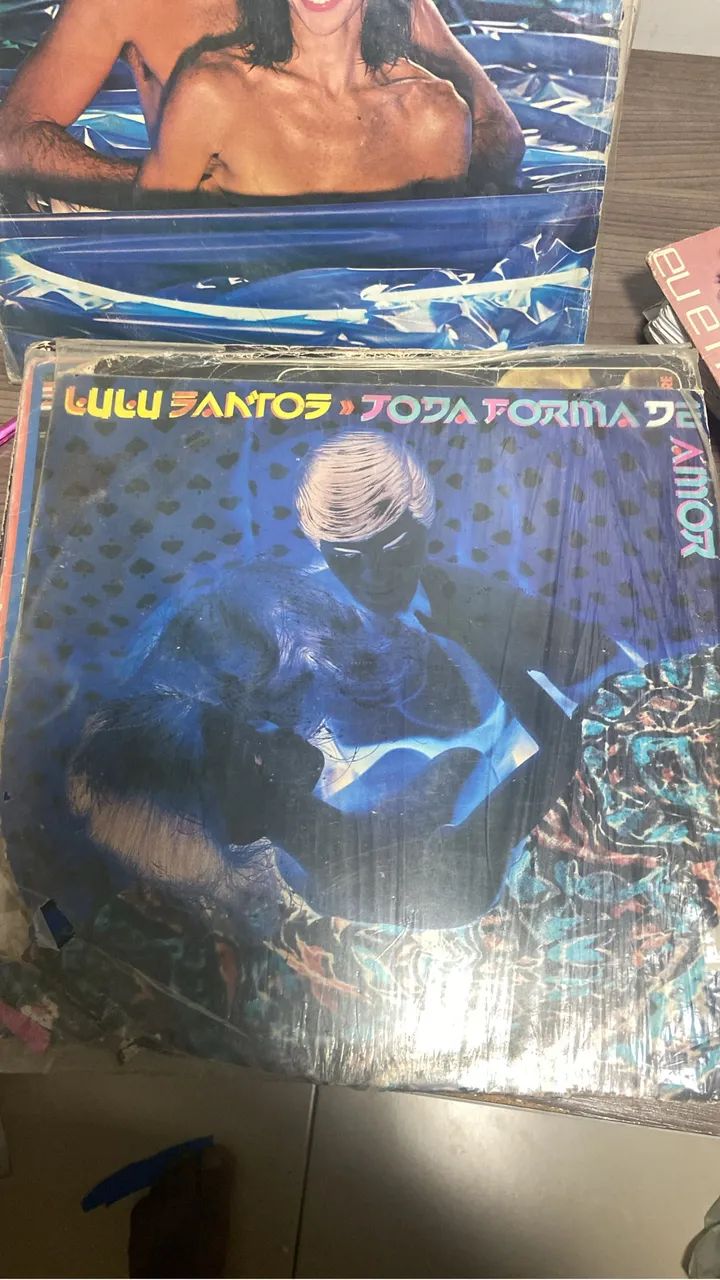 LULU SANTOS » TODA FORMA DE
AMOR